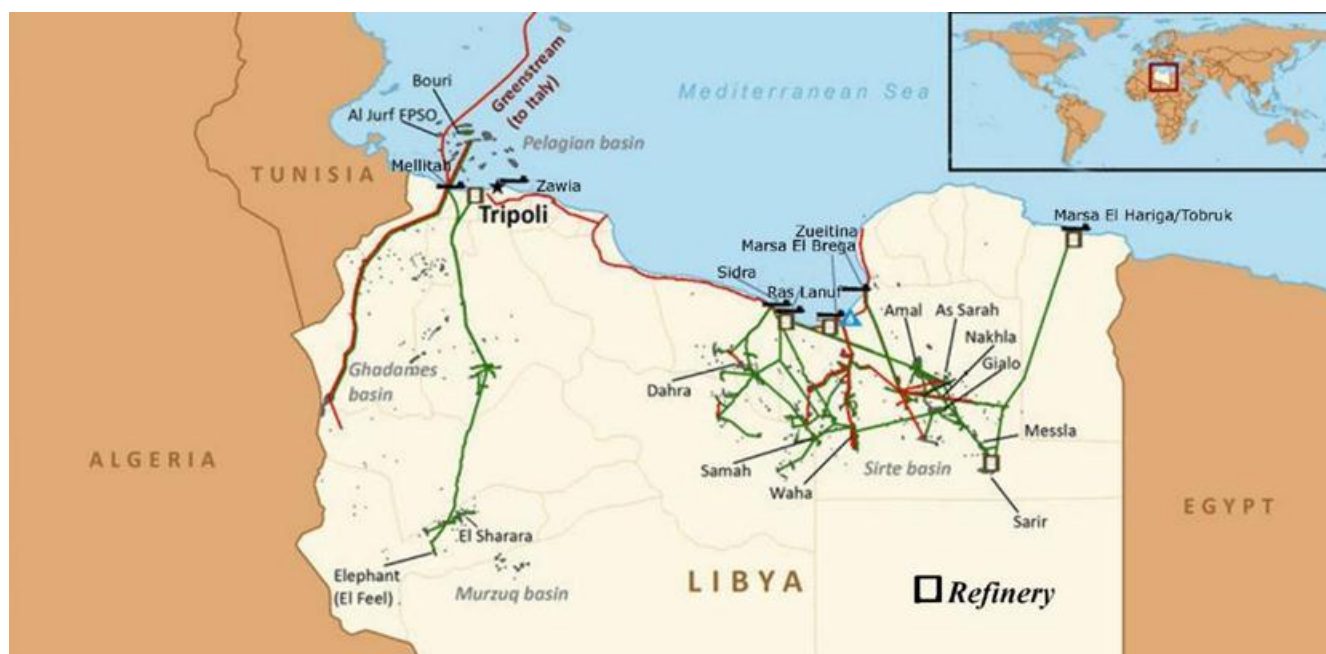 Bouri
Greenstream
(to Italy)
Al Jurf FPSO
Mediterranean Sea
Pelagian basin
TUNISIA
Mellitah
Zawia
Tripoli
Marsa El Hariga/Tobruk
Zueitina
Marsa El Brega
Sidra
Ras Lanuf
Amal
As Sarah
Nakhla
Gialo
Ghadames
basin
Dahra
Messla
ALGERIA
Samah
Sirte basin
Waha
EGYPT
Sarir
El Sharara
Elephant
(El Feel)
Murzuq basin
LIBYA
Refinery